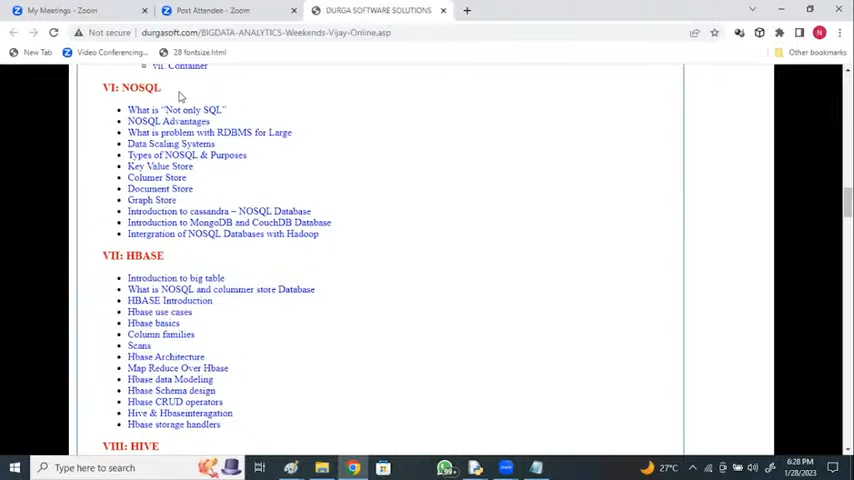 My Meetings - Zoom
Post Attendee - Zoom
DURGA SOFTWARE SOLUTIONS
Not secure
durgasoft.com/BIGDATA-ANALYTICS-Weekends-Vijay-Online.asp
New Tab
Video Conferencing...
28 fontsize.html
Other bookmarks
vii. Container
VI: NOSQL
What is "Not only SQL"
NOSQL Advantages
What is problem with RDBMS for Large
Data Scaling Systems
Types of NOSQL & Purposes
Key Value Store
Columer Store
Document Store
Graph Store
Introduction to cassandra – NOSQL Database
Introduction to MongoDB and CouchDB Database
Intergration of NOSQL Databases with Hadoop
VII: HBASE
Introduction to big table
What is NOSQL and colummer store Database
HBASE Introduction
Hbase use cases
Hbase basics
Column families
Scans
Hbase Architecture
Map Reduce Over Hbase
Hbase data Modeling
Hbase Schema design
Hbase CRUD operators
Hive & Hbaseinteragation
Hbase storage handlers
VIII: HIVE
Type here to search
99+
27°C
ENG
6:28 PM
1/28/2023